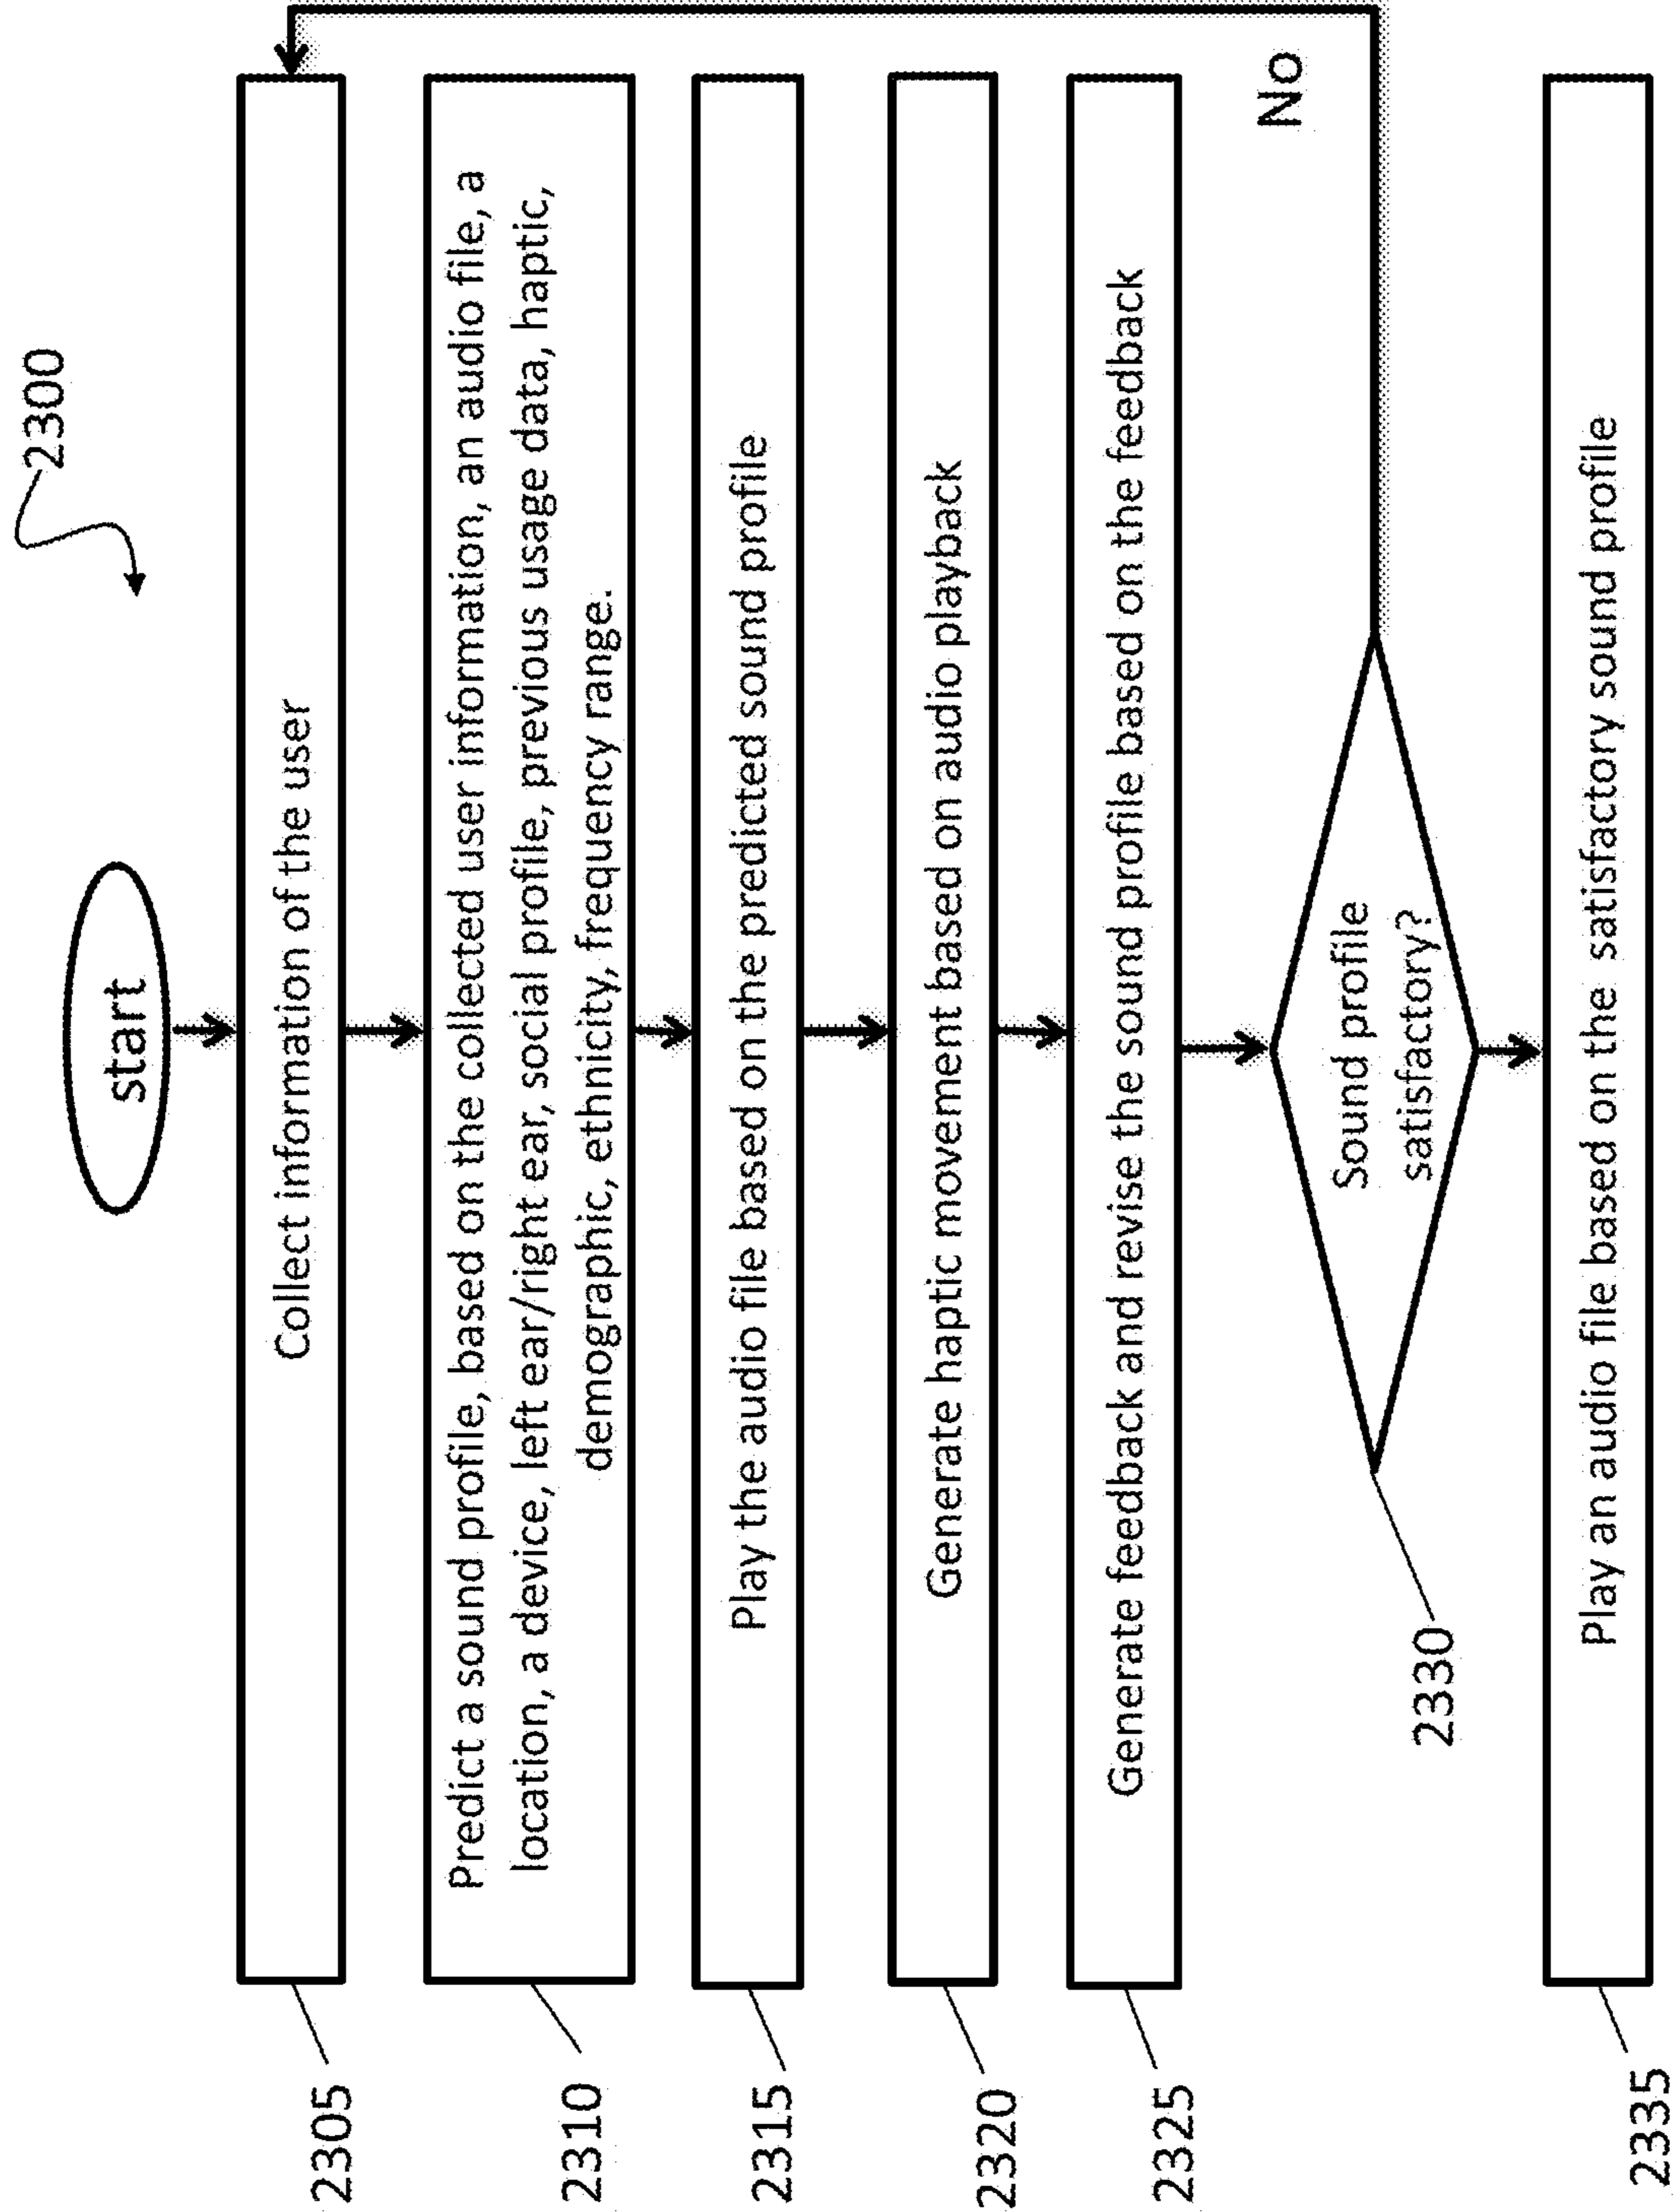 2300
start
Collect information of the user
2305
Predict a sound profile, based on the collected user information, an audio file, a
location, a device, left ear/right ear, social profile, previous usage data, haptic,
demographic, ethnicity, frequency range.
2310
Play the audio file based on the predicted sound profile
2315
Generate haptic movement based on audio playback
2320
Generate feedback and revise the sound profile based on the feedback
2325
No
Sound profile
satisfactory?
2330
Play an audio file based on the satisfactory sound profile
2335